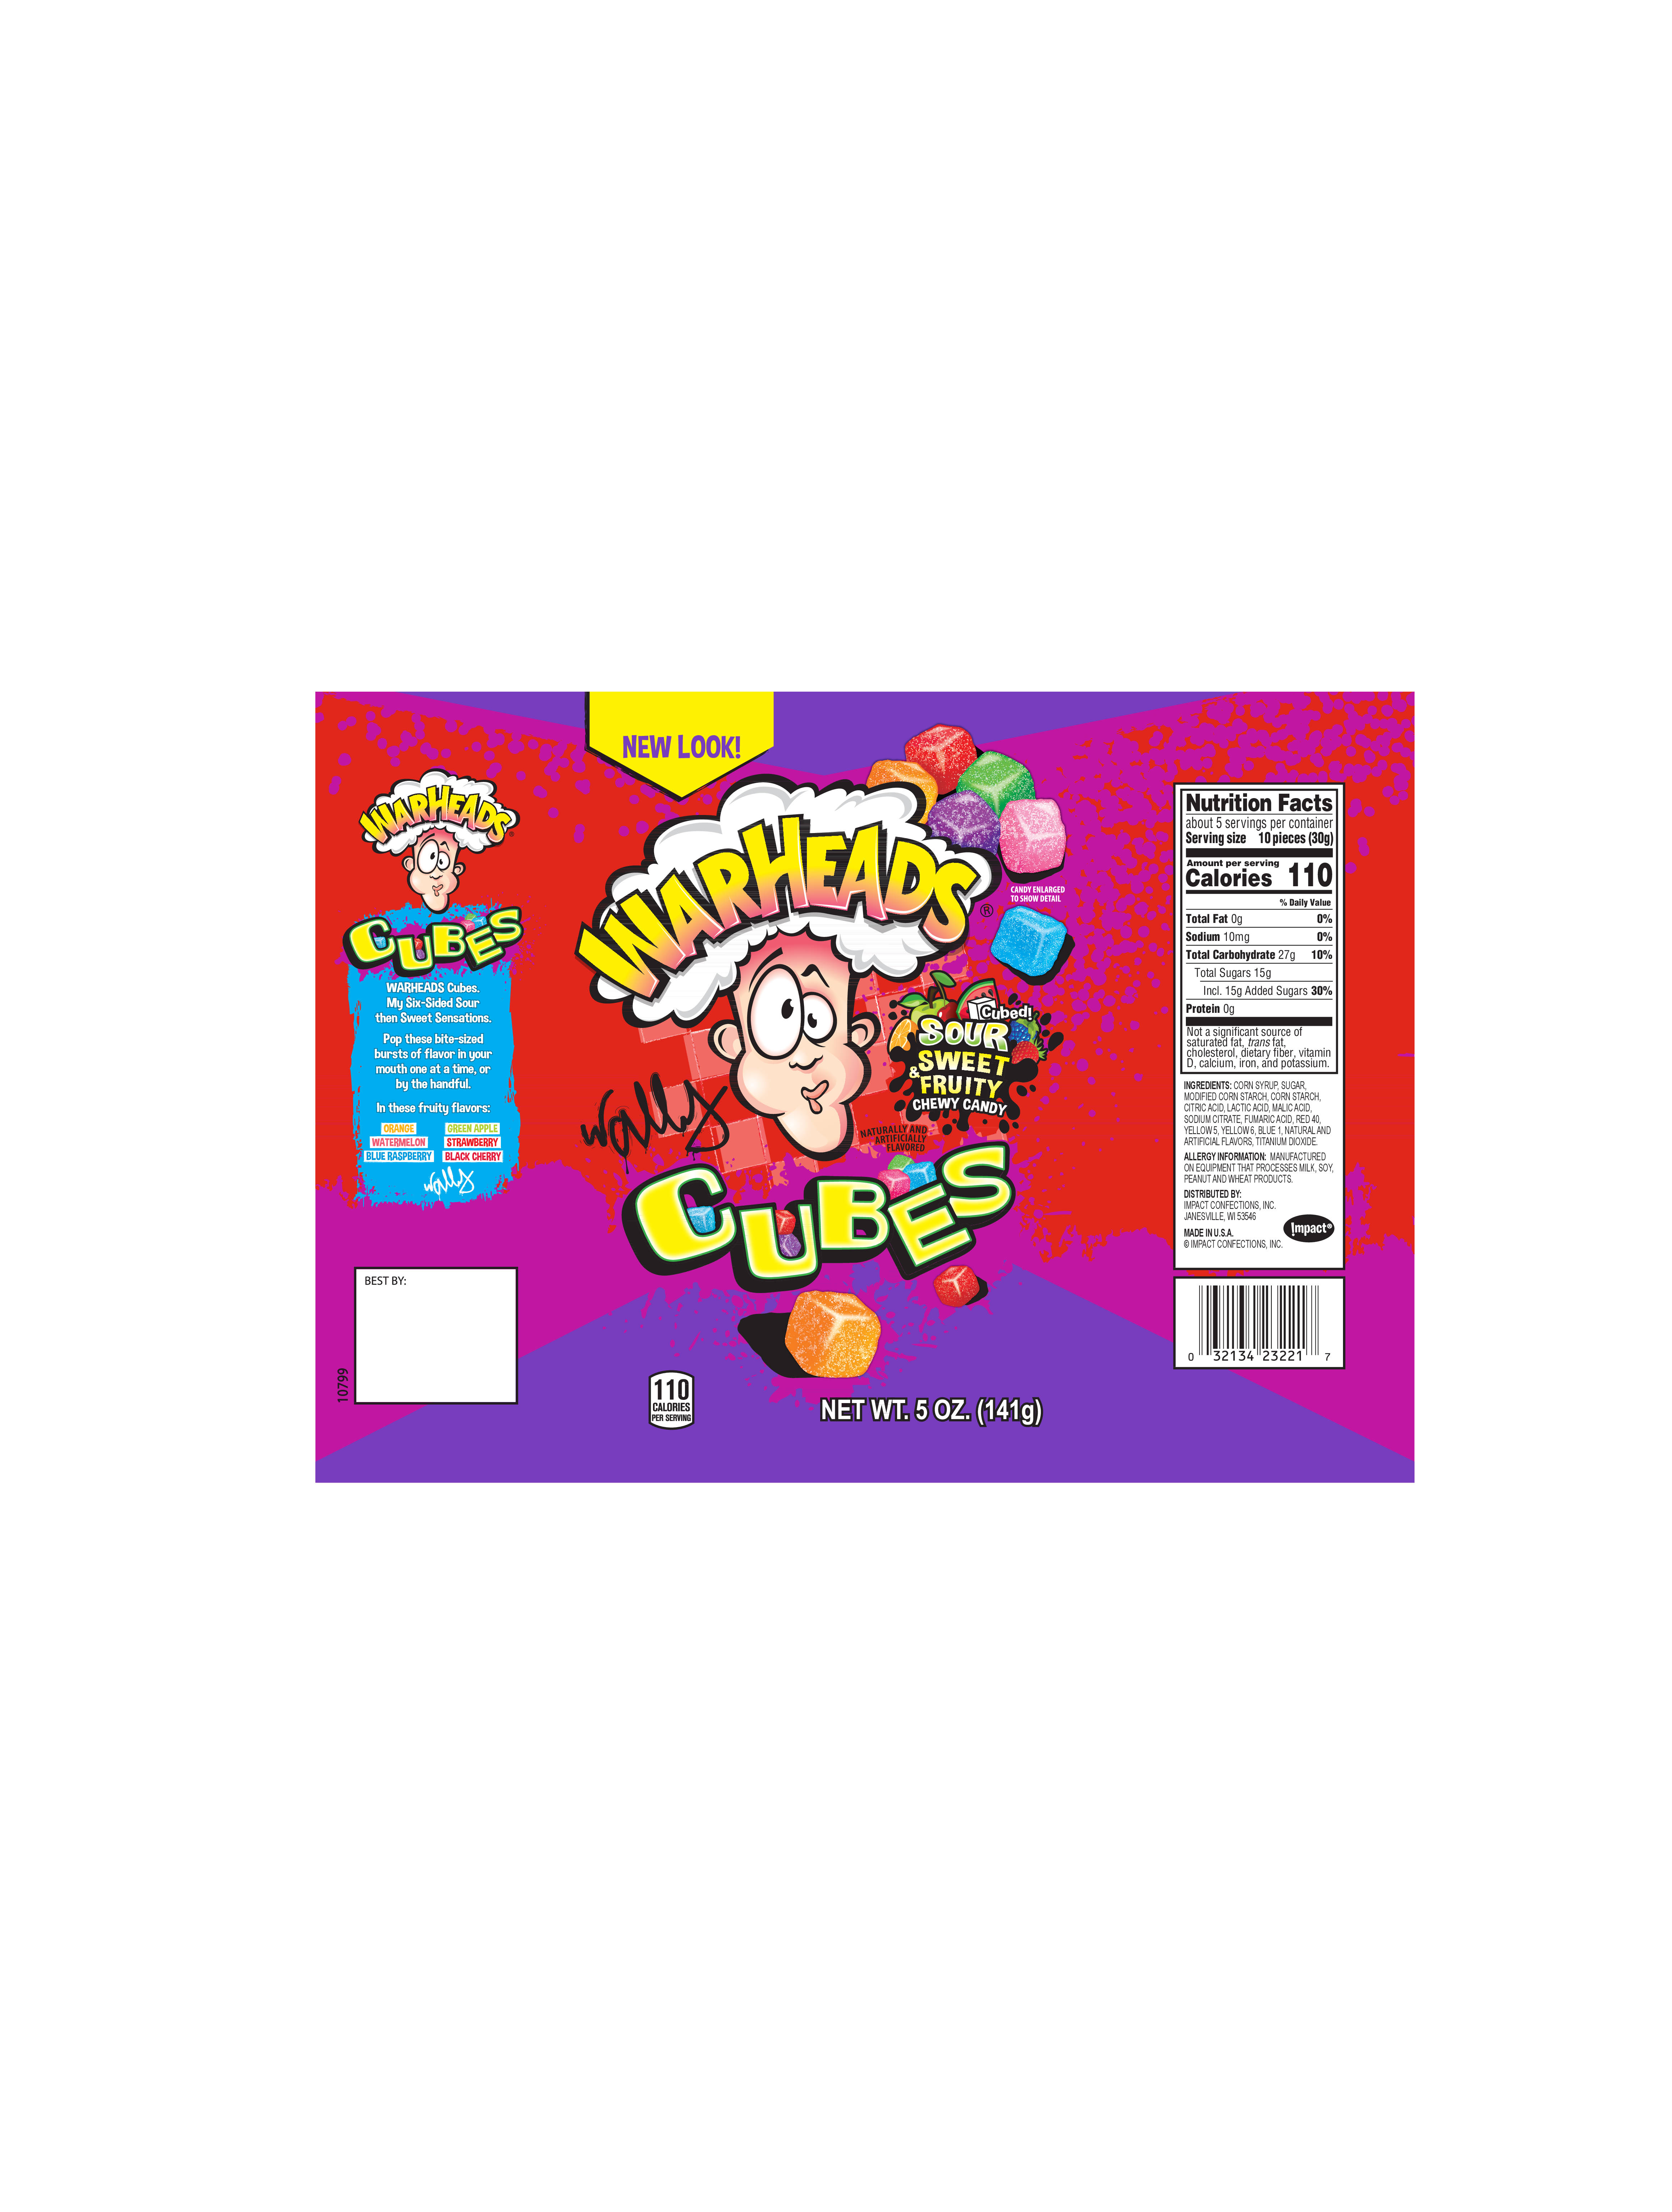 NEW LOOK!
WARHEADS
CUBES
WARHEADS Cubes.
My Six-Sided Sour
then Sweet Sensations.
Pop these bite-sized
bursts of flavor in your
mouth one at a time, or
by the handful.
In these fruity flavors:
ORANGE GREEN APPLE
WATERMELON STRAWBERRY
BLUE RASPBERRY BLACK CHERRY
Wally
BEST BY:
10799
WARHEADS®
CANDY ENLARGED
TO SHOW DETAIL
Cubed!
SOUR
SWEET
& FRUITY
CHEWY CANDY
Wally
NATURALLY AND
ARTIFICIALLY
FLAVORED
CUBES
110
CALORIES
PER SERVING
NET WT. 5 OZ. (141g)
Nutrition Facts
about 5 servings per container
Serving size 10 pieces (30g)
Amount per serving
Calories 110
% Daily Value
Total Fat 0g 0%
Sodium 10mg 0%
Total Carbohydrate 27g 10%
Total Sugars 15g
Incl. 15g Added Sugars 30%
Protein 0g
Not a significant source of
saturated fat, trans fat,
cholesterol, dietary fiber, vitamin
D, calcium, iron, and potassium.
INGREDIENTS: CORN SYRUP, SUGAR,
MODIFIED CORN STARCH, CORN STARCH,
CITRIC ACID, LACTIC ACID, MALIC ACID,
SODIUM CITRATE, FUMARIC ACID, RED 40,
YELLOW 5, YELLOW 6, BLUE 1, NATURAL AND
ARTIFICIAL FLAVORS, TITANIUM DIOXIDE.
ALLERGY INFORMATION: MANUFACTURED
ON EQUIPMENT THAT PROCESSES MILK, SOY,
PEANUT AND WHEAT PRODUCTS.
DISTRIBUTED BY:
IMPACT CONFECTIONS, INC.
JANESVILLE, WI 53546
MADE IN U.S.A.
© IMPACT CONFECTIONS, INC.
!mpact®
0 32134 23221 7